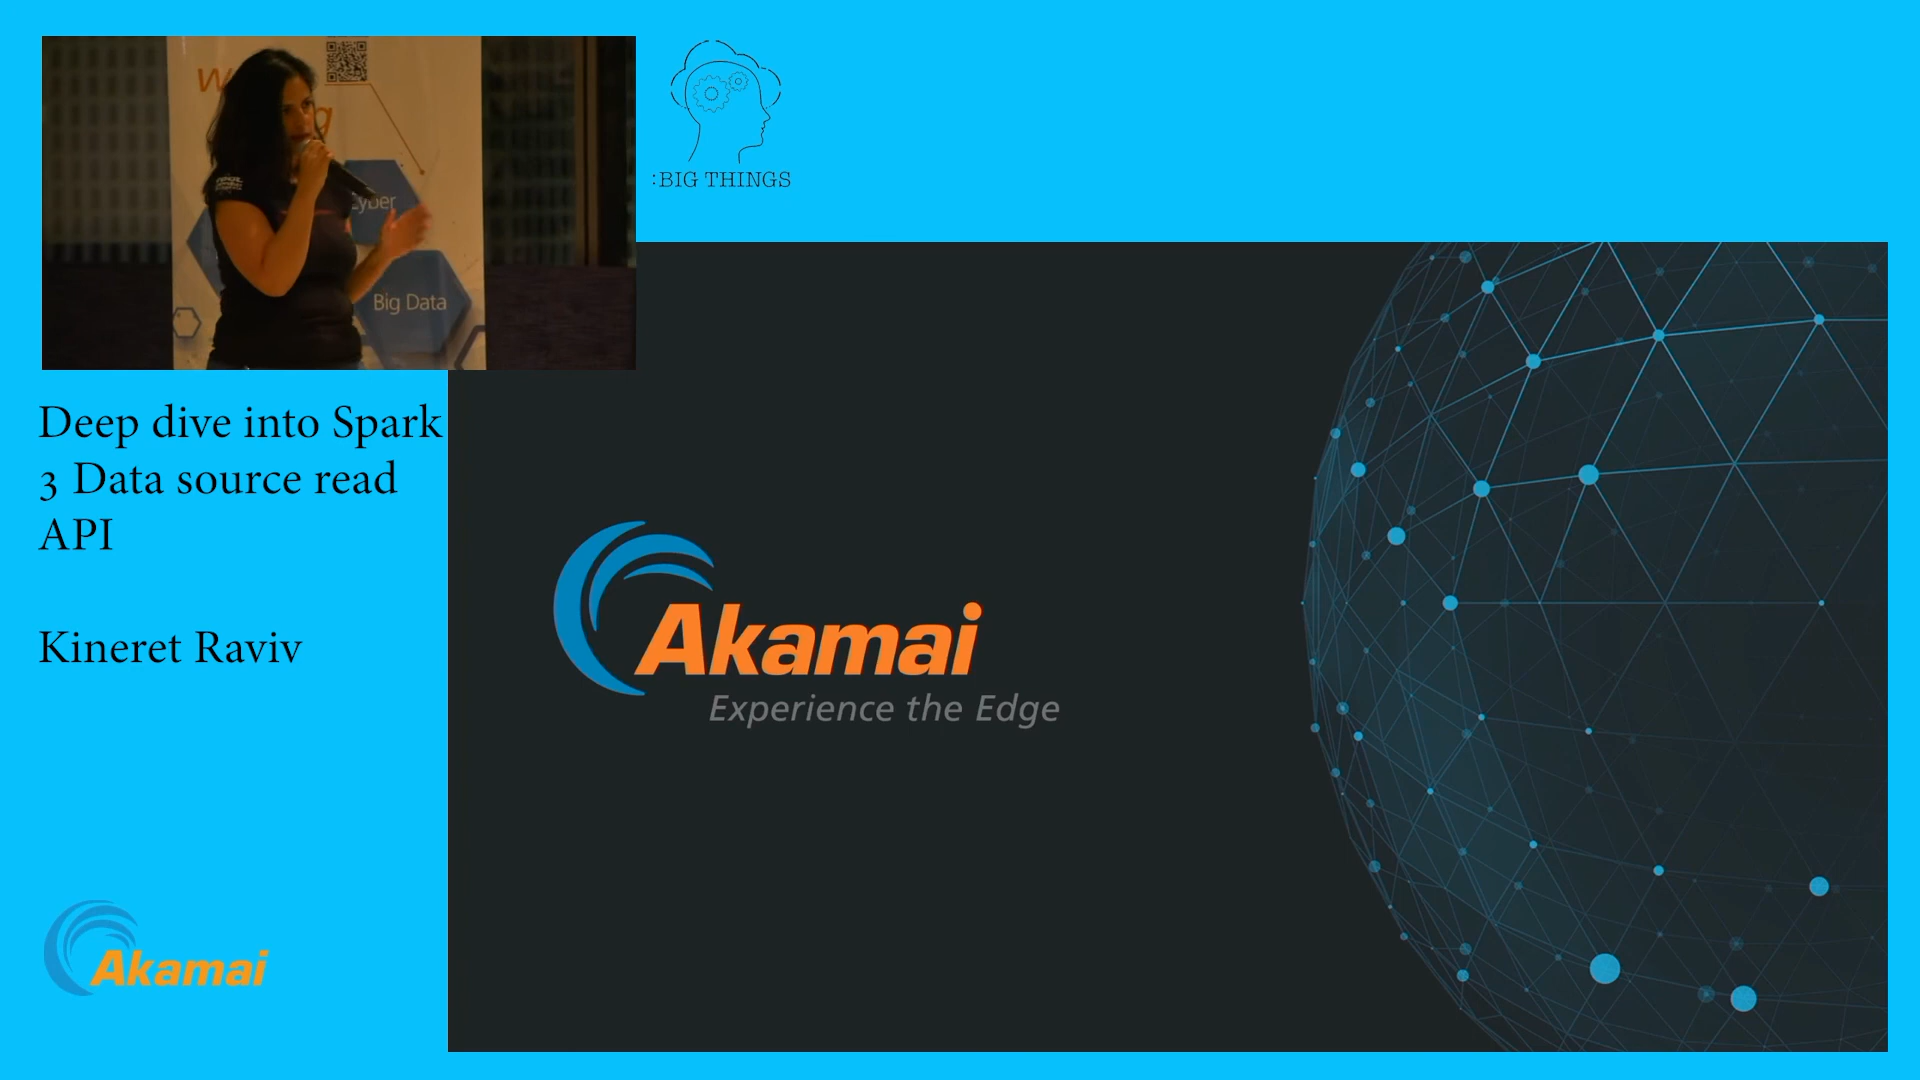 Cyber
Big Data
:BIG THINGS
Deep dive into Spark
3 Data source read
API
Kineret Raviv
Akamai
Experience the Edge
Akamai